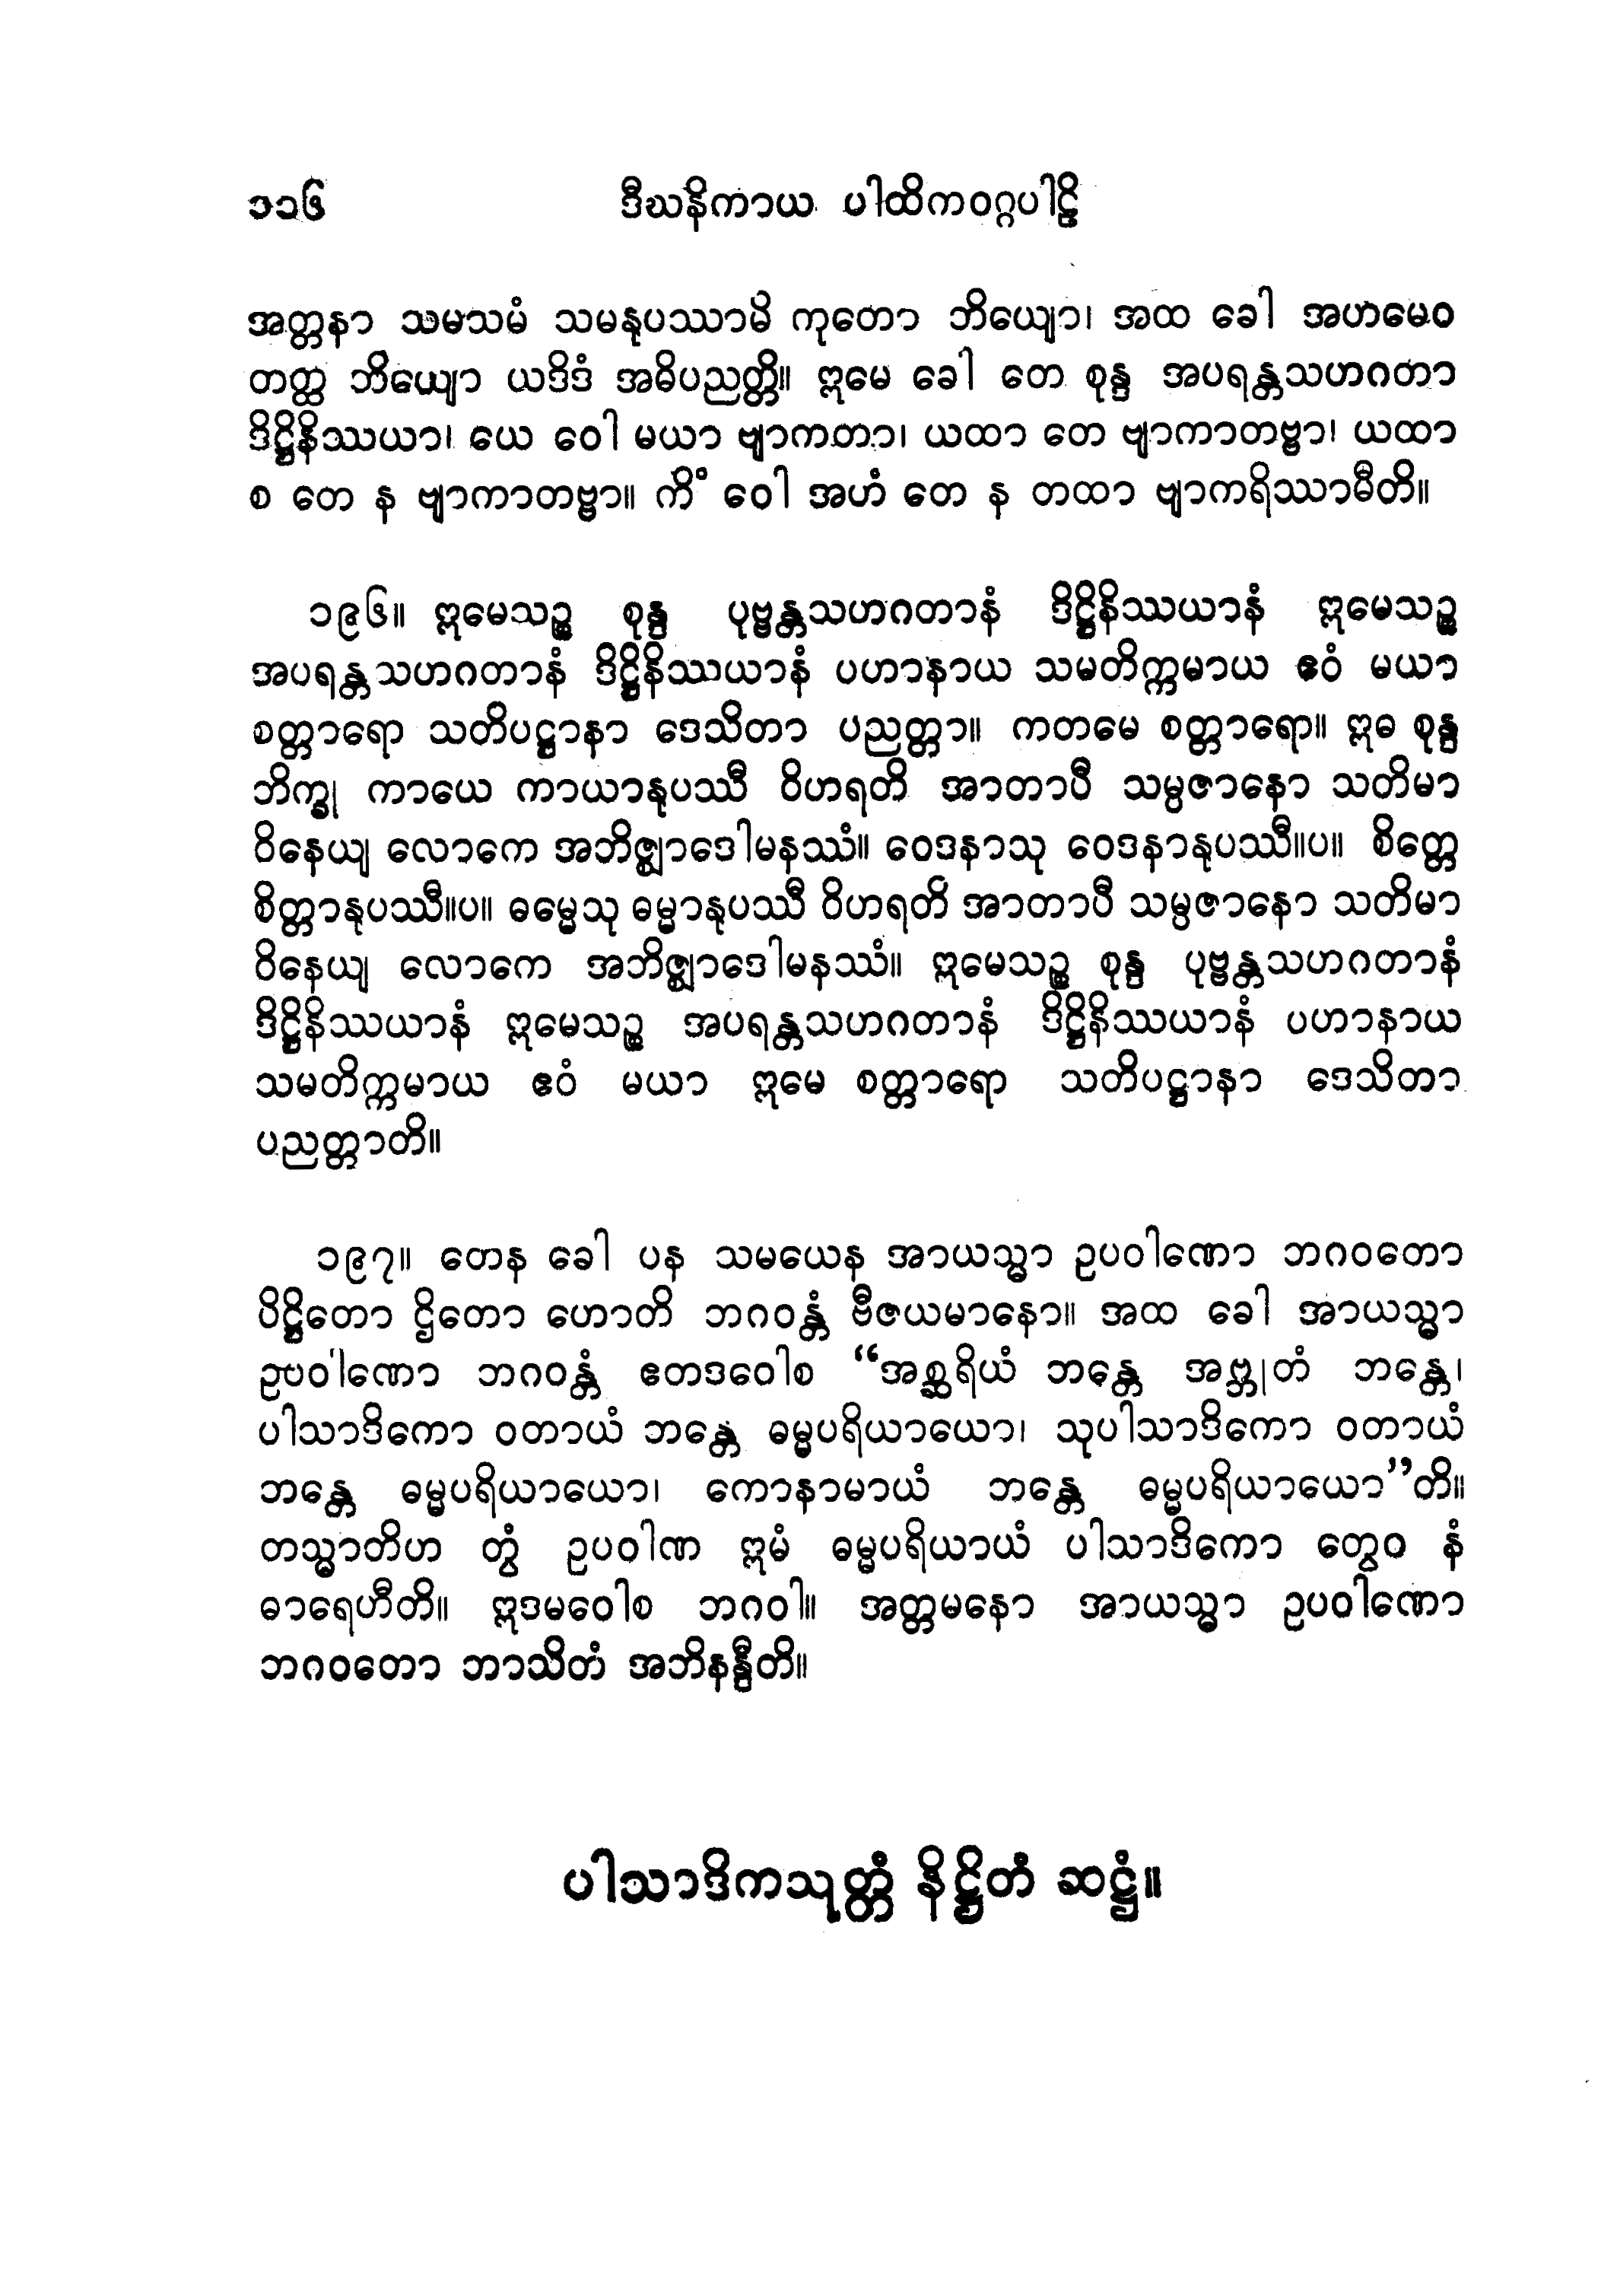 ၁၁၆ ဒီဃနိကာယ ပါထိကဝဂ္ဂပါဠိ
အတ္တနာ သမသမံ သမနုပဿာမိ ကုတော ဘိယျော၊ အထ ခေါ အဟမေဝ
တတ္ထ ဘိယျော ယဒိဒံ အဓိပညတ္တိ။ ဣမေ ခေါ တေ စုန္ဒ အပရန္တသဟဂတာ
ဒိဋ္ဌိနိဿယာ၊ ယေ ဝေါ မယာ ဗျာကတာ၊ ယထာ တေ ဗျာကာတဗ္ဗာ၊ ယထာ
စ တေ န ဗျာကာတဗ္ဗာ။ ကိံ ဝေါ အဟံ တေ န တထာ ဗျာကရိဿာမီတိ။
၁၉၆။ ဣမေသဉ္စ စုန္ဒ ပုဗ္ဗန္တသဟဂတာနံ ဒိဋ္ဌိနိဿယာနံ ဣမေသဉ္စ
အပရန္တသဟဂတာနံ ဒိဋ္ဌိနိဿယာနံ ပဟာနာယ သမတိက္ကမာယ ဧဝံ မယာ
စတ္တာရော သတိပဋ္ဌာနာ ဒေသိတာ ပညတ္တာ။ ကတမေ စတ္တာရော။ ဣဓ စုန္ဒ
ဘိက္ခု ကာယေ ကာယာနုပဿီ ဝိဟရတိ အာတာပီ သမ္ပဇာနော သတိမာ
ဝိနေယျ လောကေ အဘိဇ္ဈာဒေါမနဿံ။ ဝေဒနာသု ဝေဒနာနုပဿီ။ပ။ စိတ္တေ
စိတ္တာနုပဿီ။ပ။ ဓမ္မေသု ဓမ္မာနုပဿီ ဝိဟရတိ အာတာပီ သမ္ပဇာနော သတိမာ
ဝိနေယျ လောကေ အဘိဇ္ဈာဒေါမနဿံ။ ဣမေသဉ္စ စုန္ဒ ပုဗ္ဗန္တသဟဂတာနံ
ဒိဋ္ဌိနိဿယာနံ ဣမေသဉ္စ အပရန္တသဟဂတာနံ ဒိဋ္ဌိနိဿယာနံ ပဟာနာယ
သမတိက္ကမာယ ဧဝံ မယာ ဣမေ စတ္တာရော သတိပဋ္ဌာနာ ဒေသိတာ
ပညတ္တာတိ။
၁၉၇။ တေန ခေါ ပန သမယေန အာယသ္မာ ဥပဝါဏော ဘဂဝတော
ပိဋ္ဌိတော ဌိတော ဟောတိ ဘဂဝန္တံ ဗီဇယမာနော။ အထ ခေါ အာယသ္မာ
ဥပဝါဏော ဘဂဝန္တံ ဧတဒဝေါစ “အစ္ဆရိယံ ဘန္တေ အဗ္ဘုတံ ဘန္တေ၊
ပါသာဒိကော ဝတာယံ ဘန္တေ ဓမ္မပရိယာယော၊ သုပါသာဒိကော ဝတာယံ
ဘန္တေ ဓမ္မပရိယာယော၊ ကောနာမာယံ ဘန္တေ ဓမ္မပရိယာယော”တိ။
တသ္မာတိဟ တွံ ဥပဝါဏ ဣမံ ဓမ္မပရိယာယံ ပါသာဒိကော တွေဝ နံ
ဓာရေဟီတိ။ ဣဒမဝေါစ ဘဂဝါ။ အတ္တမနော အာယသ္မာ ဥပဝါဏော
ဘဂဝတော ဘာသိတံ အဘိနန္ဒီတိ။
ပါသာဒိကသုတ္တံ နိဋ္ဌိတံ ဆဋ္ဌံ။